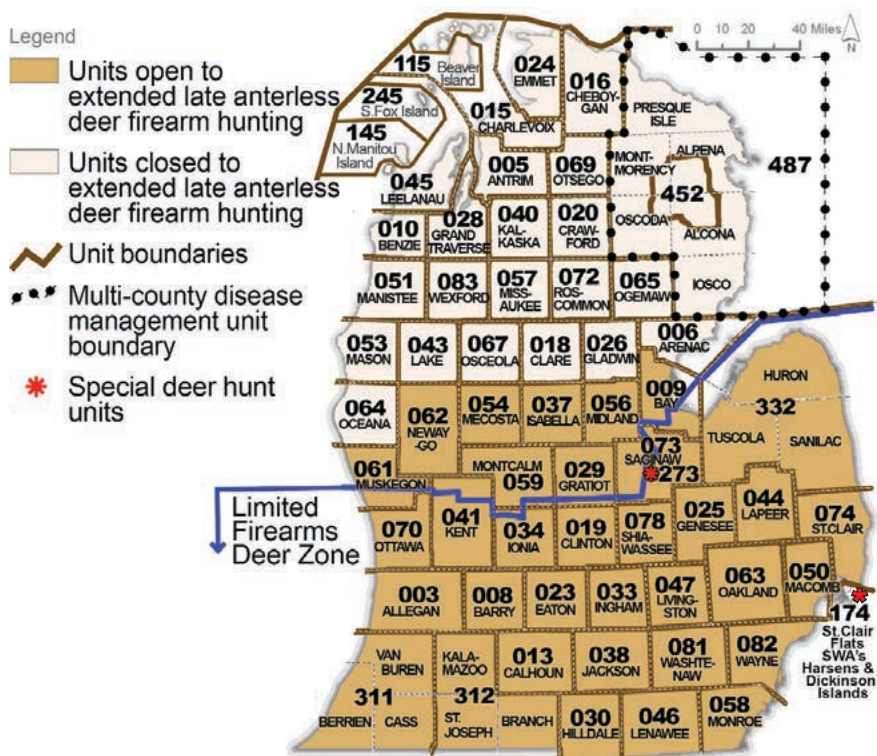 Legend
Units open to
extended late anterless
deer firearm hunting
Units closed to
extended late anterless
deer firearm hunting
Unit boundaries
Multi-county disease
management unit
boundary
Special deer hunt
units
0 20 40 Miles
N
115
Beaver
Island
245
S.Fox Island
145
N.Manitou
Island
024
EMMET
016
CHEBOY-
GAN
015
CHARLEVOIX
PRESQUE
ISLE
487
045
LEELANAU
005
ANTRIM
069
OTSEGO
MONT-
MORENCY
ALPENA
452
010
BENZIE
028
GRAND
TRAVERSE
040
KAL-
KASKA
020
CRAW-
FORD
OSCODA
ALCONA
051
MANISTEE
083
WEXFORD
057
MISS-
AUKEE
072
ROS-
COMMON
065
OGEMAW
IOSCO
053
MASON
043
LAKE
067
OSCEOLA
018
CLARE
026
GLADWIN
006
ARENAC
064
OCEANA
062
NEWAY
-GO
054
MECOSTA
037
ISABELLA
056
MIDLAND
009
BAY
HURON
332
TUSCOLA
SANILAC
061
MUSKEGON
MONTCALM
059
029
GRATIOT
073
SAGINAW
273
Limited
Firearms
Deer Zone
070
OTTAWA
041
KENT
034
IONIA
019
CLINTON
078
SHIA-
WASSEE
025
GENESEE
044
LAPEER
074
ST.CLAIR
003
ALLEGAN
008
BARRY
023
EATON
033
INGHAM
047
LIVING-
STON
063
OAKLAND
050
MACOMB
174
St.Clair
Flats
SWA's
Harsens &
Dickinson
Islands
VAN
BUREN
KALA-
MAZOO
013
CALHOUN
038
JACKSON
081
WASHTE-
NAW
082
WAYNE
311
BERRIEN
CASS
312
ST.
JOSEPH
BRANCH
030
HILLDALE
046
LENAWEE
058
MONROE